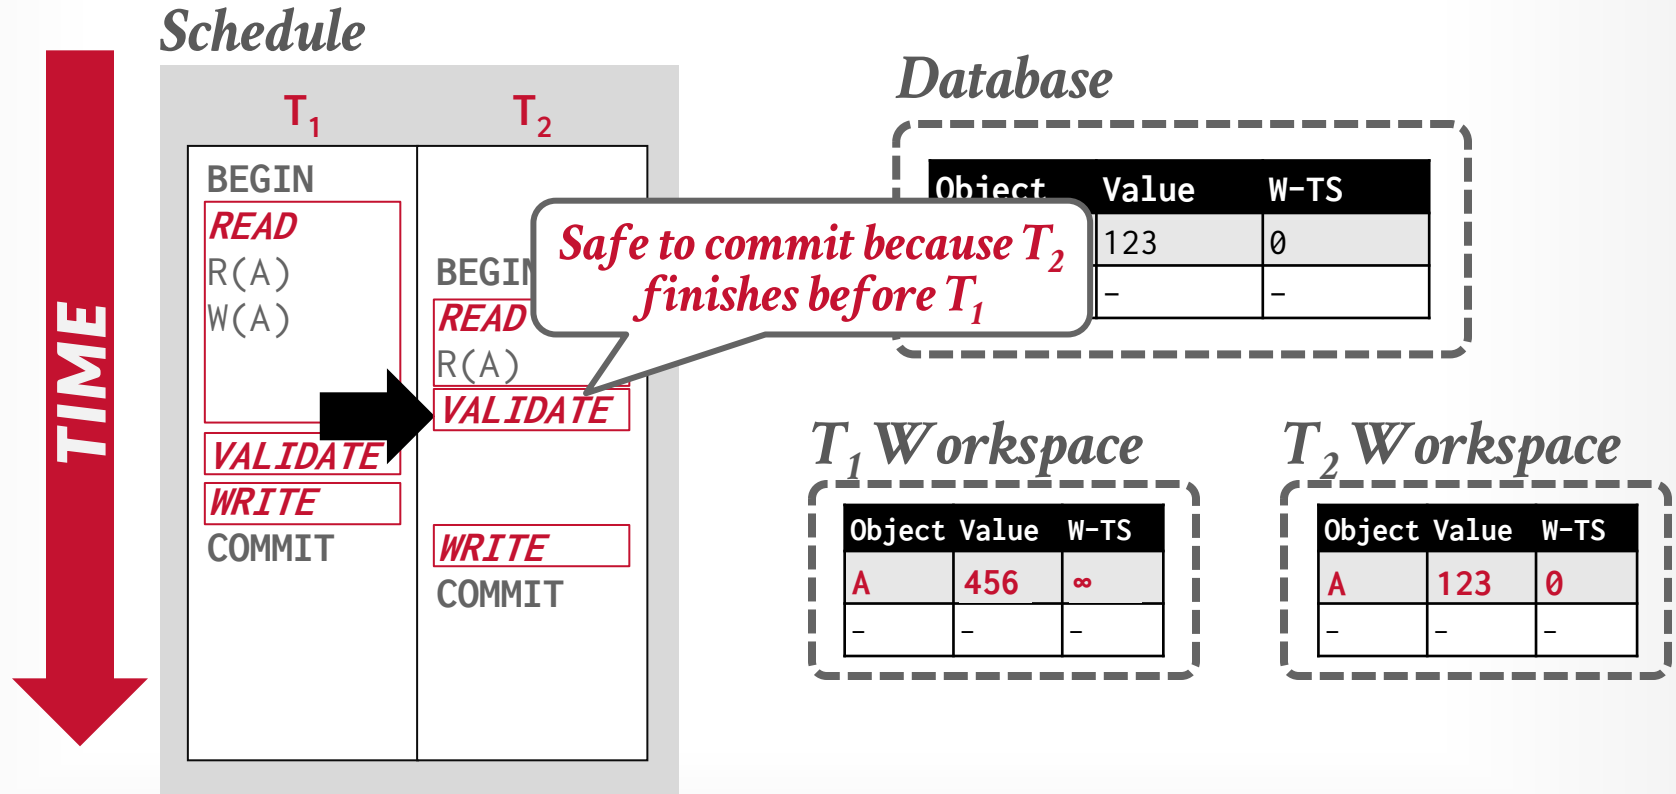 Schedule
TIME
T1
T2
BEGIN
READ
R(A)
W(A)
VALIDATE
WRITE
COMMIT
READ
R(A)
VALIDATE
WRITE
COMMIT
Safe to commit because T2
finishes before T1
Database
Object Value W-TS
123 0
– –
T1 Workspace
Object Value W-TS
A 456 ∞
– – –
T2 Workspace
Object Value W-TS
A 123 0
– – –